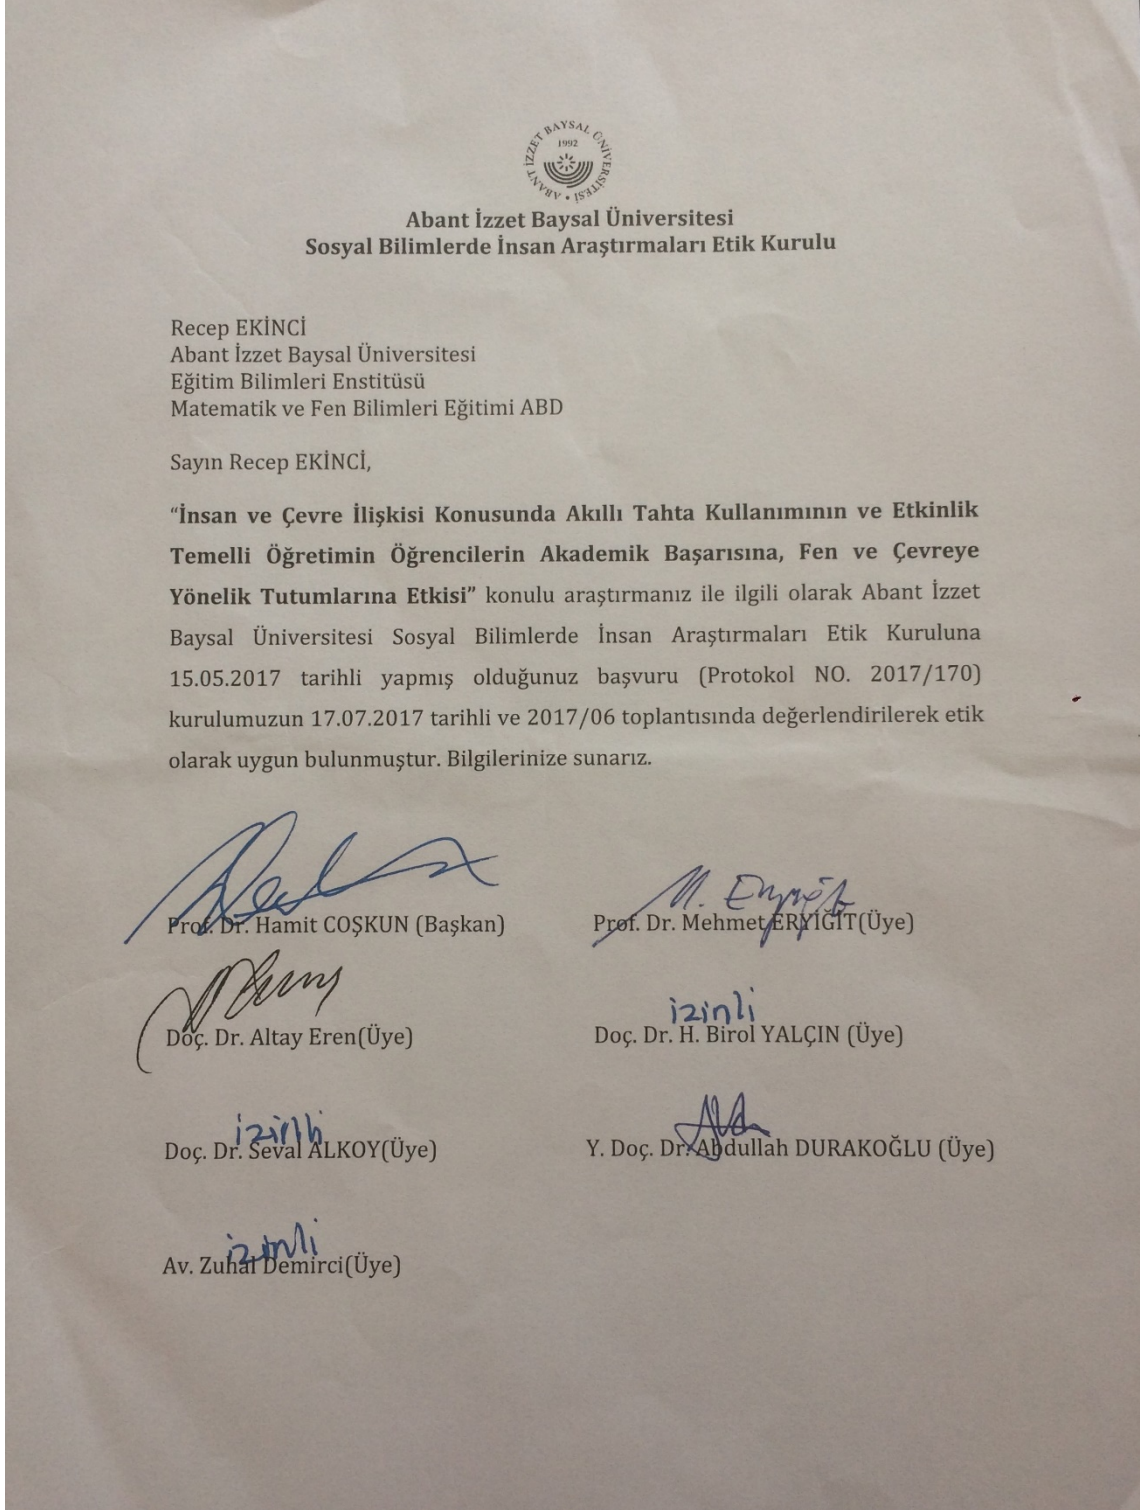 ABANT İZZET BAYSAL ÜNİVERSİTESİ
1992
Abant İzzet Baysal Üniversitesi
Sosyal Bilimlerde İnsan Araştırmaları Etik Kurulu
Recep EKİNCİ
Abant İzzet Baysal Üniversitesi
Eğitim Bilimleri Enstitüsü
Matematik ve Fen Bilimleri Eğitimi ABD
Sayın Recep EKİNCİ,
“İnsan ve Çevre İlişkisi Konusunda Akıllı Tahta Kullanımının ve Etkinlik
Temelli Öğretimin Öğrencilerin Akademik Başarısına, Fen ve Çevreye
Yönelik Tutumlarına Etkisi” konulu araştırmanız ile ilgili olarak Abant İzzet
Baysal Üniversitesi Sosyal Bilimlerde İnsan Araştırmaları Etik Kuruluna
15.05.2017 tarihli yapmış olduğunuz başvuru (Protokol NO. 2017/170)
kurulumuzun 17.07.2017 tarihli ve 2017/06 toplantısında değerlendirilerek etik
olarak uygun bulunmuştur. Bilgilerinize sunarız.
M. Eryiğit
Prof. Dr. Hamit COŞKUN (Başkan) Prof. Dr. Mehmet ERYİĞİT(Üye)
izinli
Doç. Dr. Altay Eren(Üye) Doç. Dr. H. Birol YALÇIN (Üye)
izinli
Doç. Dr. Seval ALKOY(Üye) Y. Doç. Dr. Abdullah DURAKOĞLU (Üye)
izinli
Av. Zuhal Demirci(Üye)